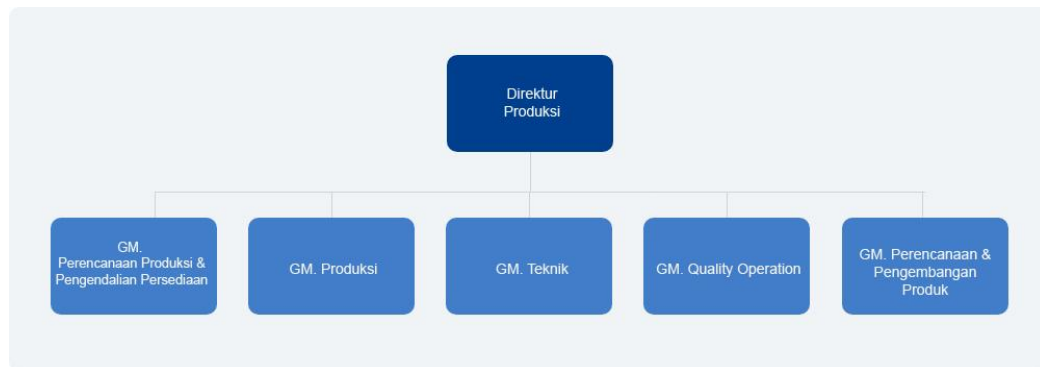 Direktur
Produksi
GM.
Perencanaan Produksi &
Pengendalian Persediaan
GM. Produksi
GM. Teknik
GM. Quality Operation
GM. Perencanaan &
Pengembangan
Produk